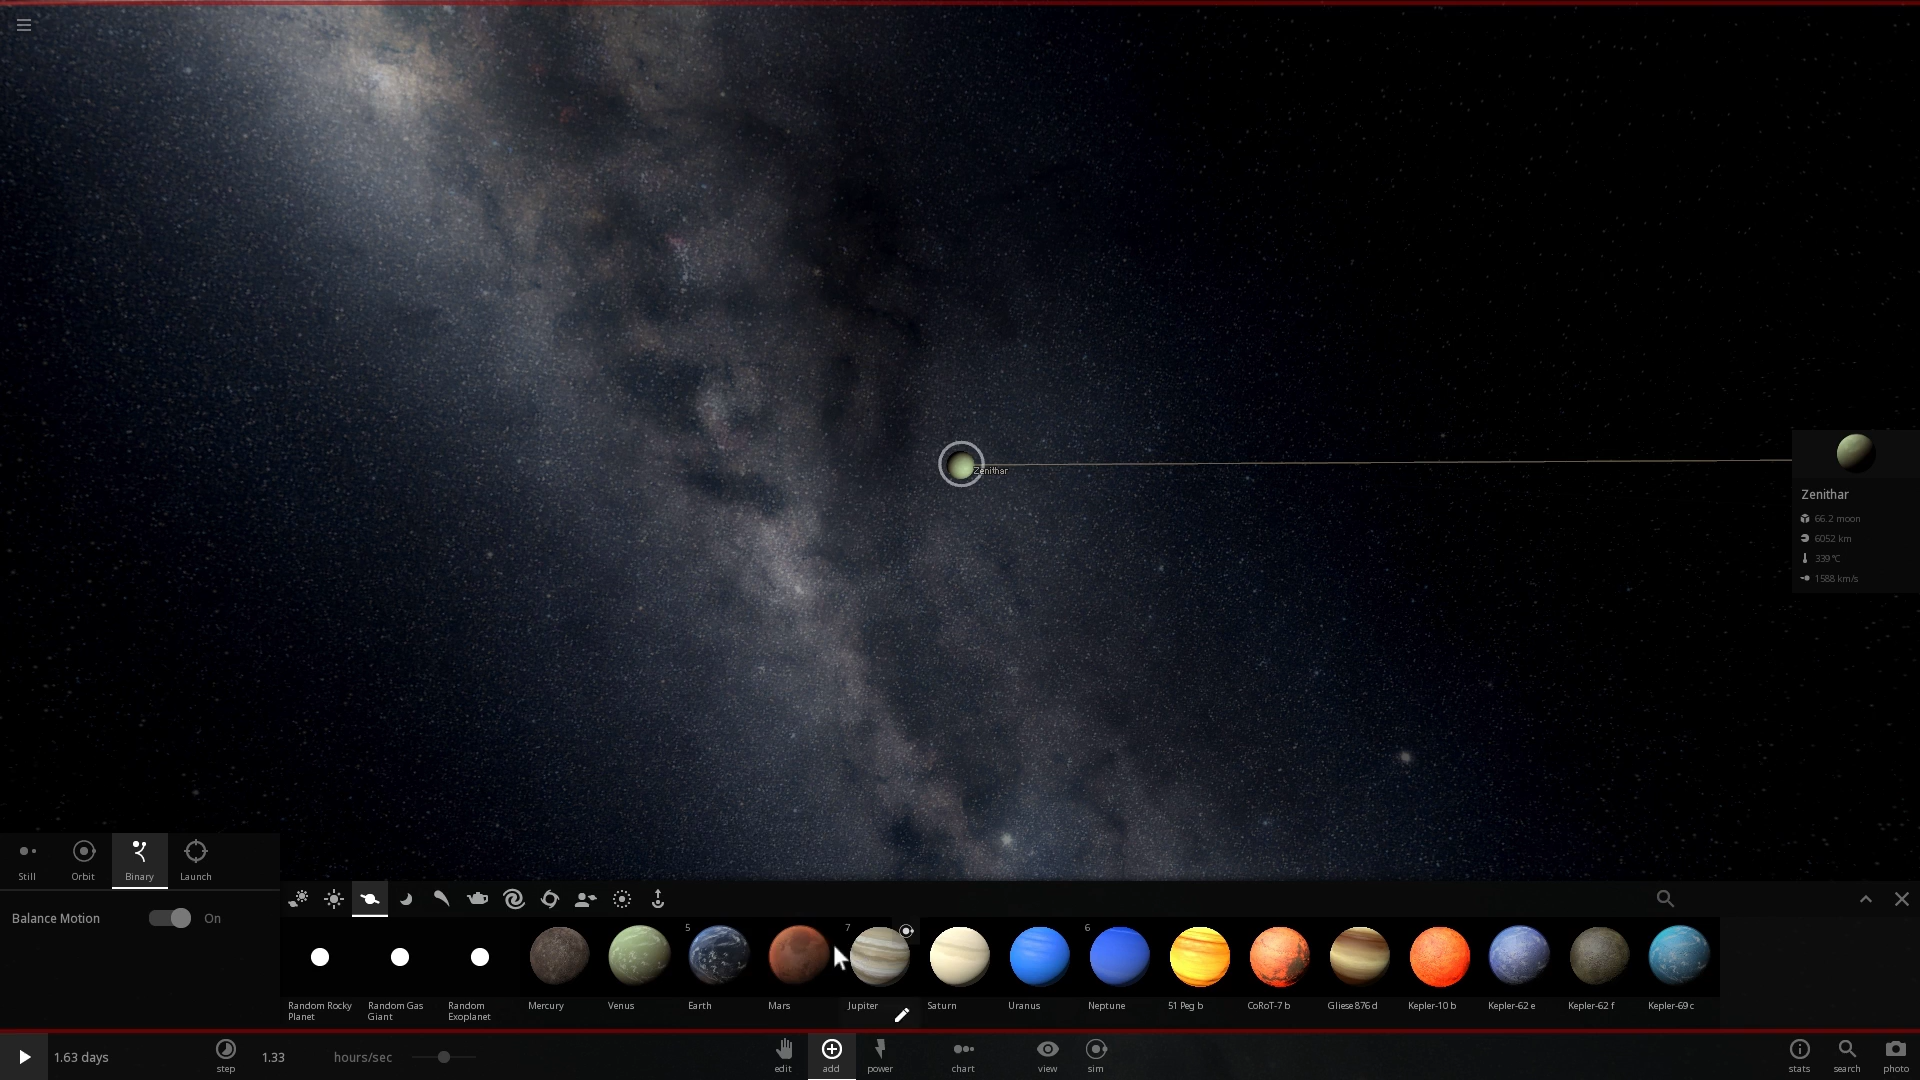 Zenithar
Zenithar
66.2 moon
6052 km
339 °C
1588 km/s
Still
Orbit
Binary
Launch
Balance Motion
On
5
7
6
Random Rocky
Planet
Random Gas
Giant
Random
Exoplanet
Mercury
Venus
Earth
Mars
Jupiter
Saturn
Uranus
Neptune
51 Peg b
CoRoT-7 b
Gliese 876 d
Kepler-10 b
Kepler-62 e
Kepler-62 f
Kepler-69 c
1.63 days
step
1.33
hours/sec
edit
add
power
chart
view
sim
stats
search
photo